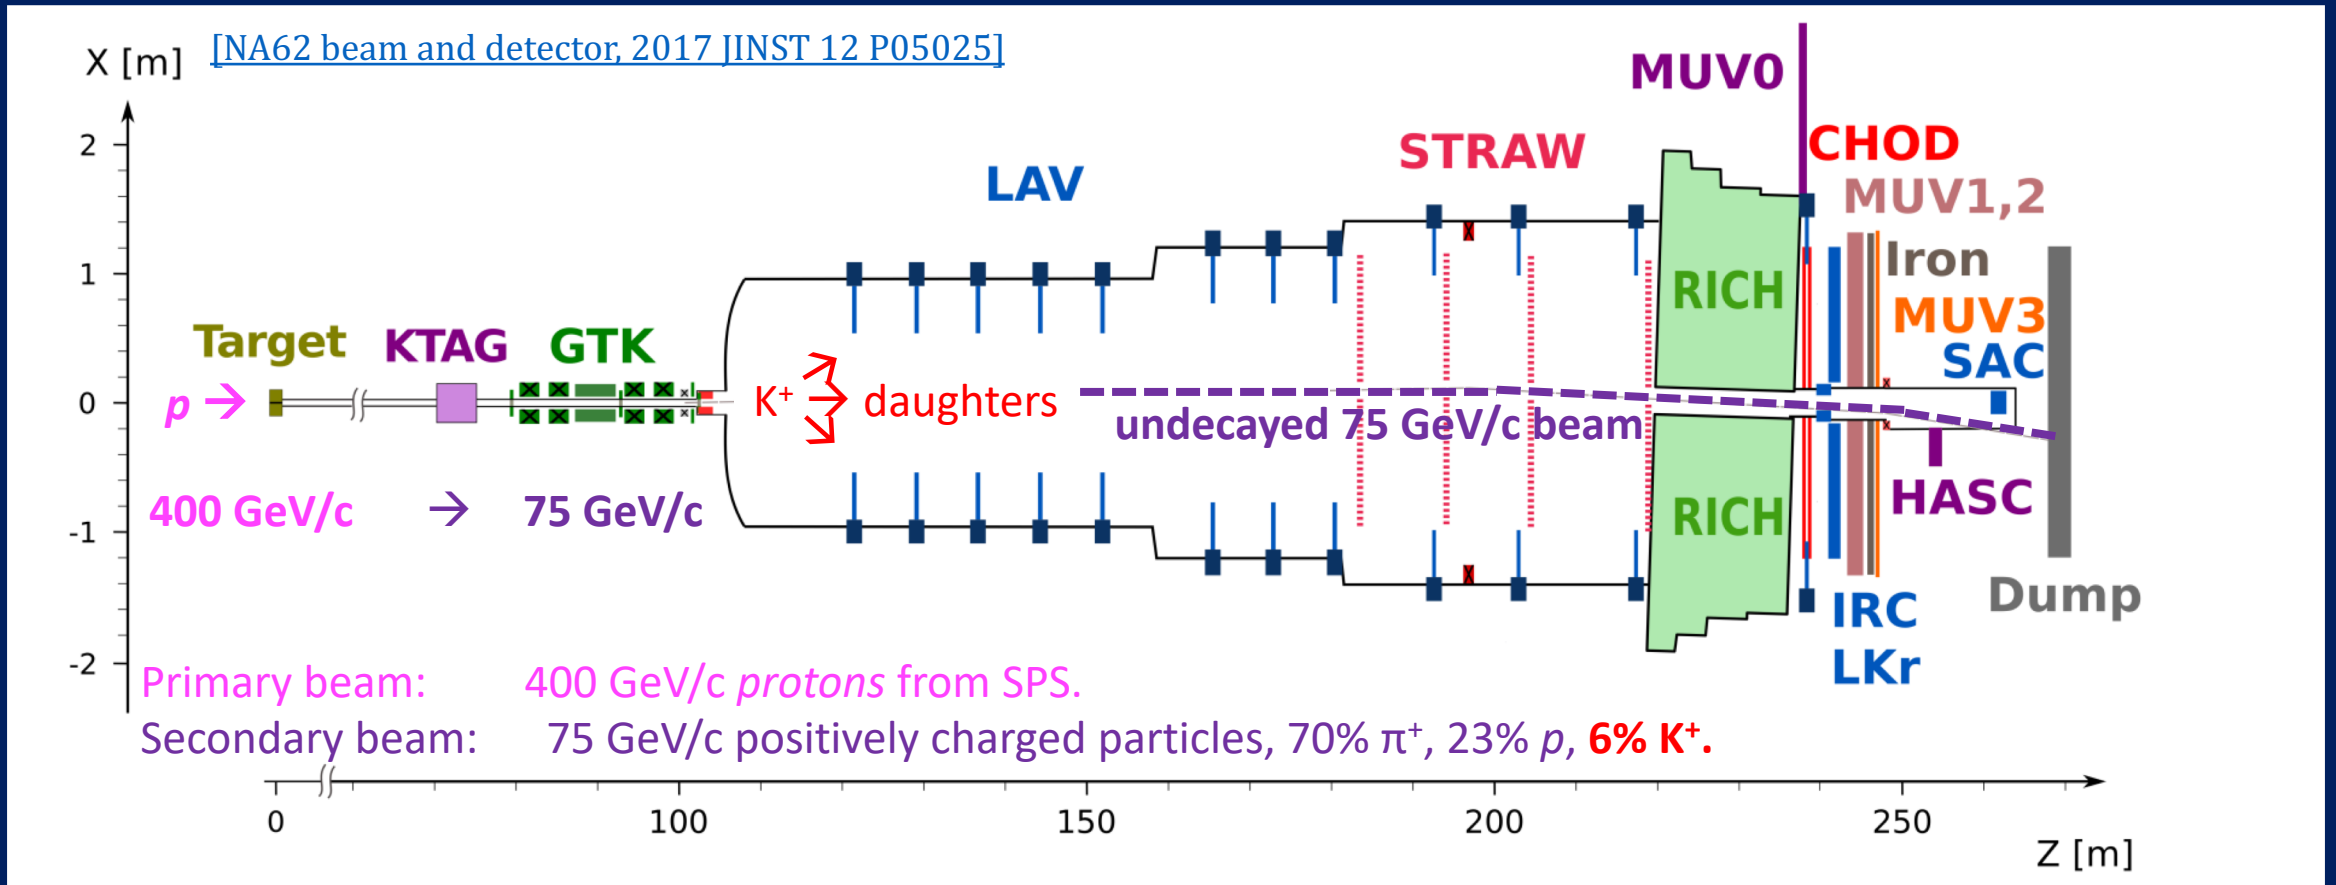 [NA62 beam and detector, 2017 JINST 12 P05025]
X [m]
MUV0
CHOD
STRAW
LAV
MUV1,2
Iron
RICH
MUV3
SAC
Target
KTAG
GTK
p →
K⁺ → daughters
undecayed 75 GeV/c beam
400 GeV/c → 75 GeV/c
RICH
HASC
Dump
IRC
LKr
2
1
0
-1
-2
Primary beam: 400 GeV/c protons from SPS.
Secondary beam: 75 GeV/c positively charged particles, 70% π⁺, 23% p, 6% K⁺.
0 100 150 200 250
Z [m]